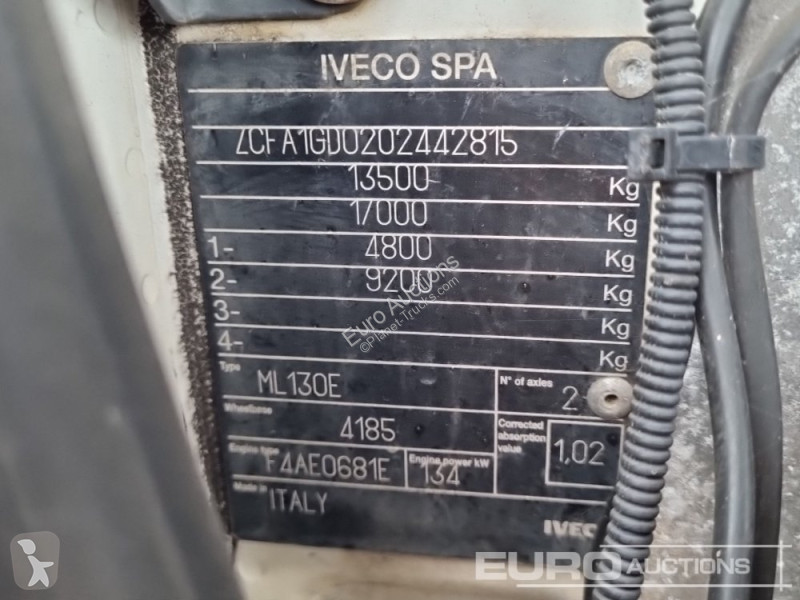 IVECO SPA
ZCFA1GD0202442815
13500 Kg
17000 Kg
1- 4800 Kg
2- 9200 Kg
3- Kg
4- Kg
Type ML130E N° of axles 2
Wheelbase 4185 Corrected absorption value 1,02
Engine type F4AE0681E Engine power kW 134
Made in ITALY
IVEC
Euro Auctions
©Planet-Trucks.com
EURO AUCTIONS